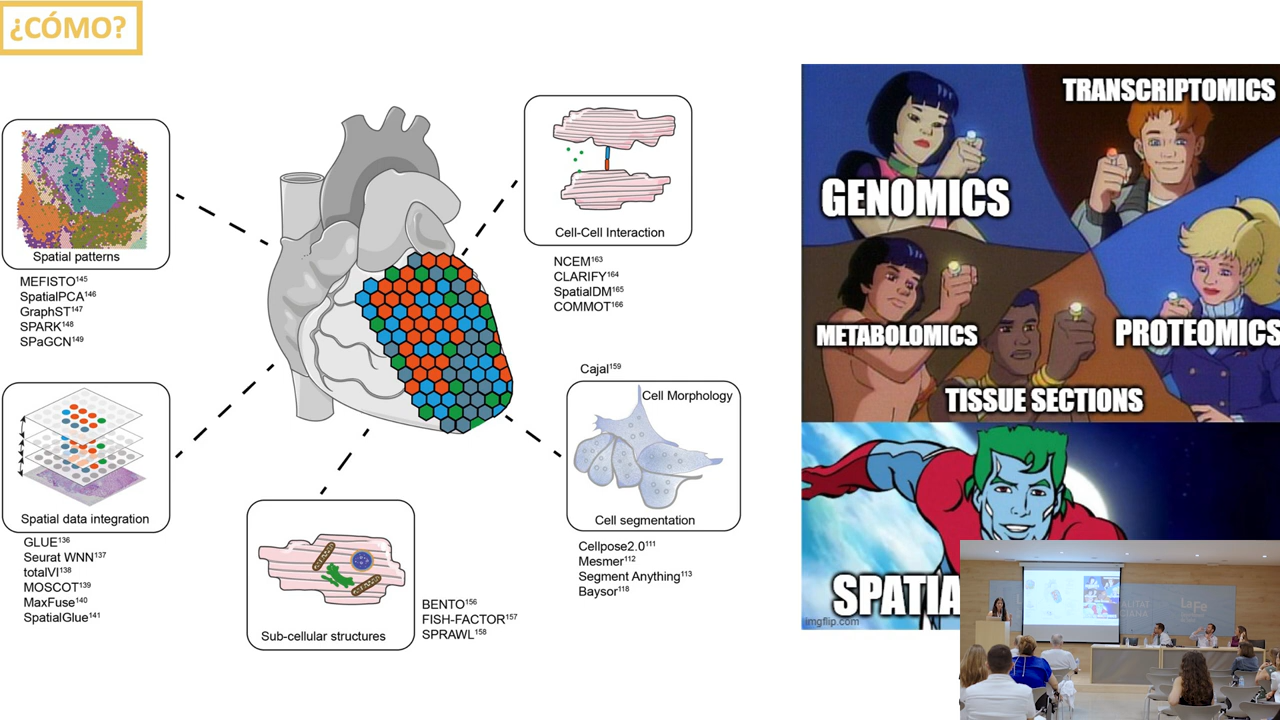 ¿CÓMO?
Spatial patterns
MEFISTO145
SpatialPCA146
GraphST147
SPARK148
SPaGCN149
Spatial data integration
GLUE136
Seurat WNN137
totalVI138
MOSCOT139
MaxFuse140
SpatialGlue141
Sub-cellular structures
BENTO156
FISH-FACTOR157
SPRAWL158
Cell-Cell Interaction
NCEM163
CLARIFY164
SpatialDM165
COMMOT166
Cajal159
Cell Morphology
Cell segmentation
Cellpose2.0111
Mesmer112
Segment Anything113
Baysor118
TRANSCRIPTOMICS
GENOMICS
METABOLOMICS
PROTEOMICS
TISSUE SECTIONS
SPATIA
imgflip.com